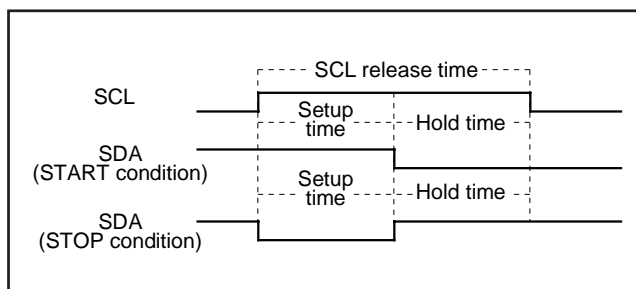 SCL release time
SCL
Setup
time
Hold time
SDA
(START condition)
Setup
time
Hold time
SDA
(STOP condition)